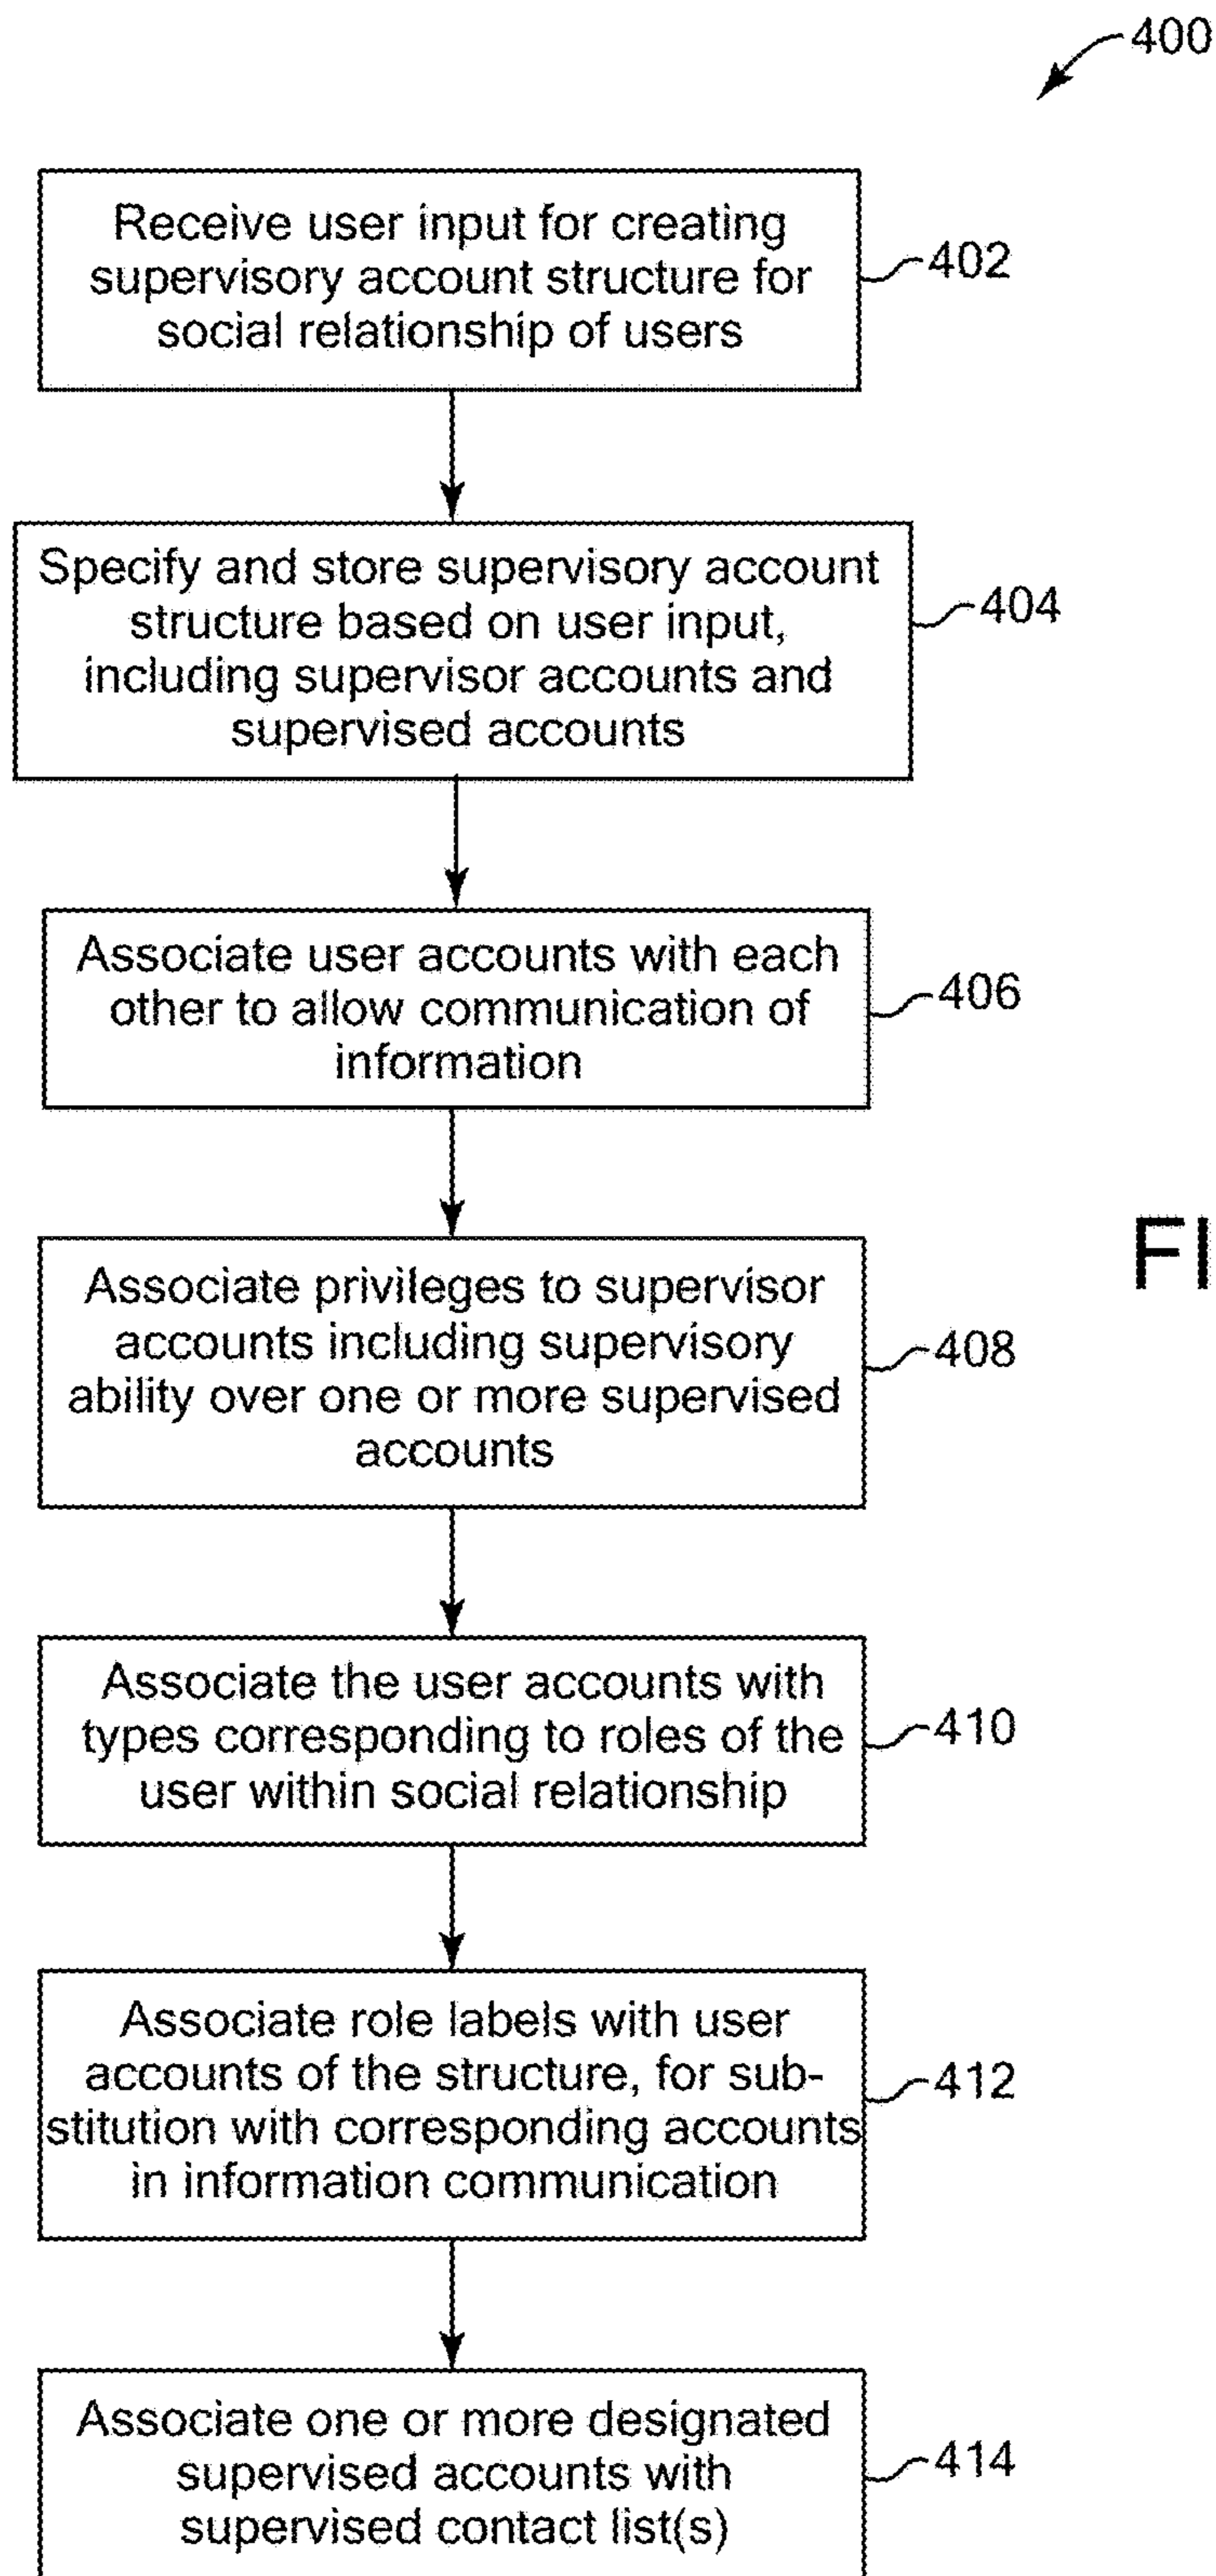 400
Receive user input for creating
supervisory account structure for
social relationship of users
402
Specify and store supervisory account
structure based on user input,
including supervisor accounts and
supervised accounts
404
Associate user accounts with each
other to allow communication of
information
406
FI
Associate privileges to supervisor
accounts including supervisory
ability over one or more supervised
accounts
408
Associate the user accounts with
types corresponding to roles of the
user within social relationship
410
Associate role labels with user
accounts of the structure, for sub-
stitution with corresponding accounts
in information communication
412
Associate one or more designated
supervised accounts with
supervised contact list(s)
414